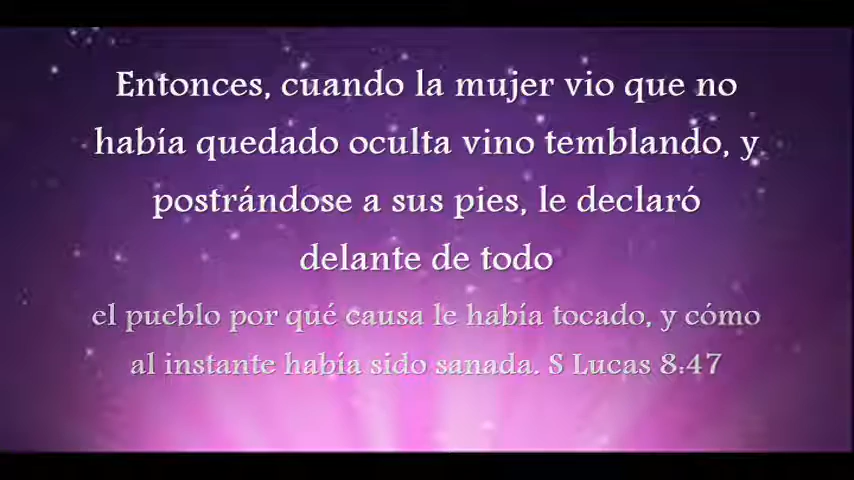 Entonces, cuando la mujer vio que no
había quedado oculta vino temblando, y
postrándose a sus pies, le declaró
delante de todo
el pueblo por qué causa le había tocado, y cómo
al instante había sido sanada. S Lucas 8:47